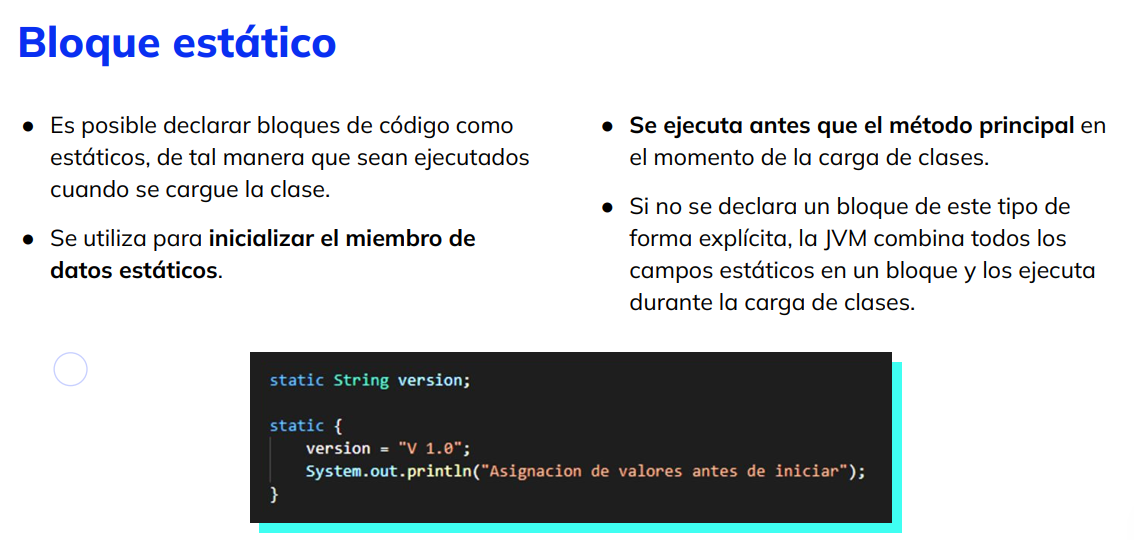 Bloque estático
● Es posible declarar bloques de código como
estáticos, de tal manera que sean ejecutados
cuando se cargue la clase.
● Se utiliza para inicializar el miembro de
datos estáticos.
● Se ejecuta antes que el método principal en
el momento de la carga de clases.
● Si no se declara un bloque de este tipo de
forma explícita, la JVM combina todos los
campos estáticos en un bloque y los ejecuta
durante la carga de clases.
static String version;
static {
    version = "V 1.0";
    System.out.println("Asignacion de valores antes de iniciar");
}